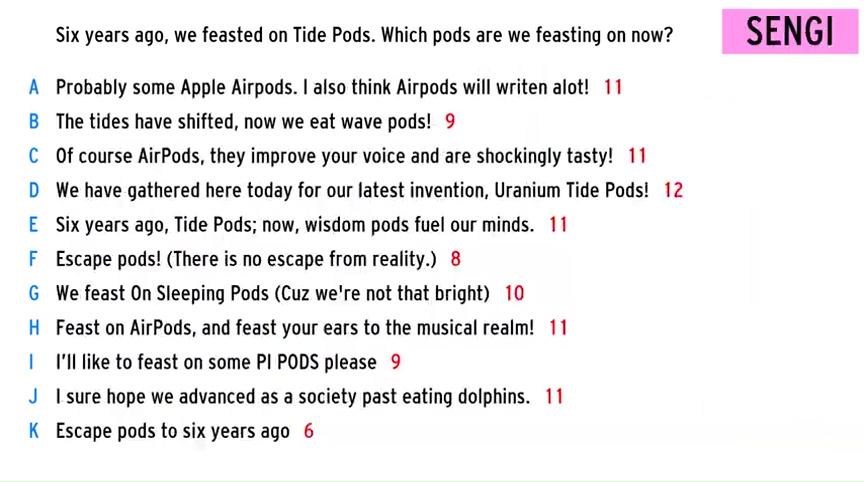 Six years ago, we feasted on Tide Pods. Which pods are we feasting on now?
SENGI
A Probably some Apple Airpods. I also think Airpods will writen alot! 11
B The tides have shifted, now we eat wave pods! 9
C Of course AirPods, they improve your voice and are shockingly tasty! 11
D We have gathered here today for our latest invention, Uranium Tide Pods! 12
E Six years ago, Tide Pods; now, wisdom pods fuel our minds. 11
F Escape pods! (There is no escape from reality.) 8
G We feast On Sleeping Pods (Cuz we're not that bright) 10
H Feast on AirPods, and feast your ears to the musical realm! 11
I I’ll like to feast on some PI PODS please 9
J I sure hope we advanced as a society past eating dolphins. 11
K Escape pods to six years ago 6